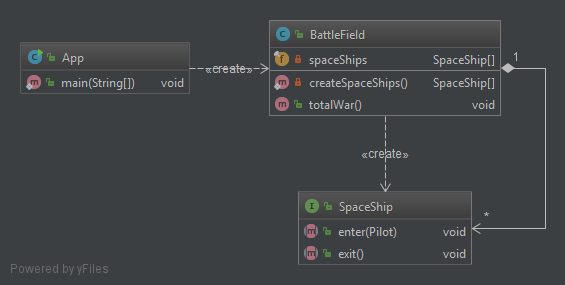 BattleField
spaceShips SpaceShip[]
createSpaceShips() SpaceShip[]
totalWar() void
App
main(String[]) void
«create»
1
«create»
*
SpaceShip
enter(Pilot) void
exit() void
Powered by yFiles